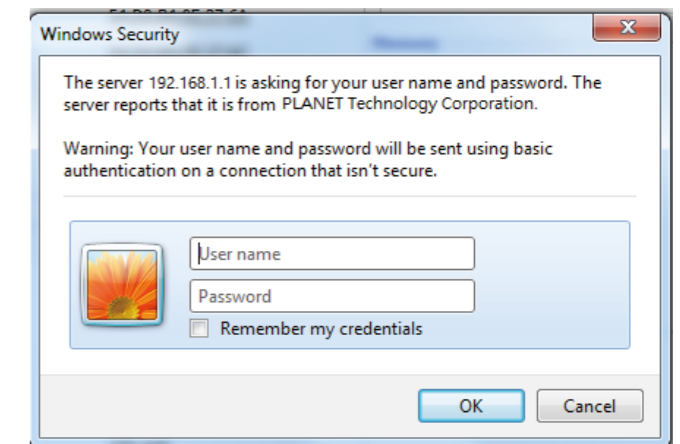 Windows Security
The server 192.168.1.1 is asking for your user name and password. The
server reports that it is from PLANET Technology Corporation.
Warning: Your user name and password will be sent using basic
authentication on a connection that isn't secure.
User name
Password
Remember my credentials
OK
Cancel